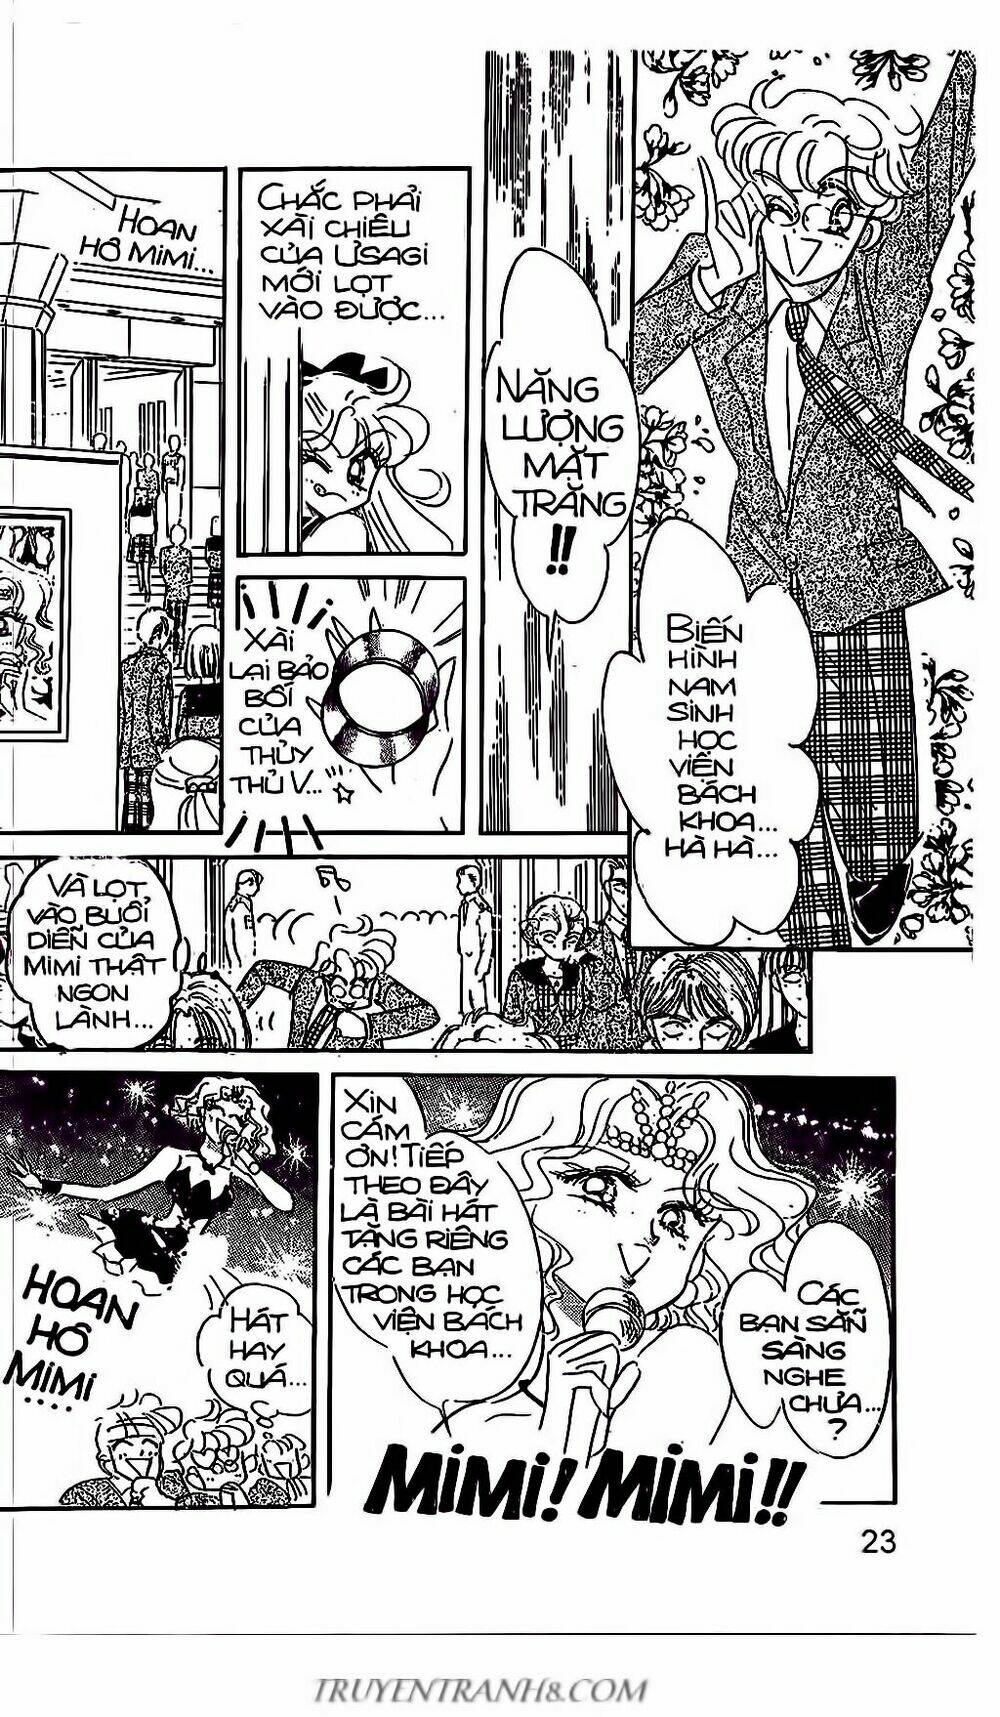 HOAN
HÔ MIMI...
CHẮC PHẢI
XÀI CHIÊU
CỦA USAGI
MỚI LỌT
VÀO ĐƯỢC...
XÀI
LẠI BẢO
BỐI
CỦA
THỦY
THỦ V...
NĂNG
LƯỢNG
MẶT
TRĂNG
!!
BIẾN
HÌNH
NAM
SINH
HỌC
VIỆN
BÁCH
KHOA...
HÀ HÀ...
VÀ LỌT
VÀO BUỔI
DIỄN CỦA
MIMI THẬT
NGON
LÀNH...
HOAN
HÔ
MIMI
....
HÁT
HAY
QUÁ...
XIN
CÁM
ƠN! TIẾP
THEO ĐÂY
LÀ BÀI HÁT
TẶNG RIÊNG
CÁC BẠN
TRONG HỌC
VIỆN BÁCH
KHOA...
CÁC
BẠN SẴN
SÀNG
NGHE
CHƯA...
?
MIMI! MIMI!!
23
TRUYENTRANH8.COM